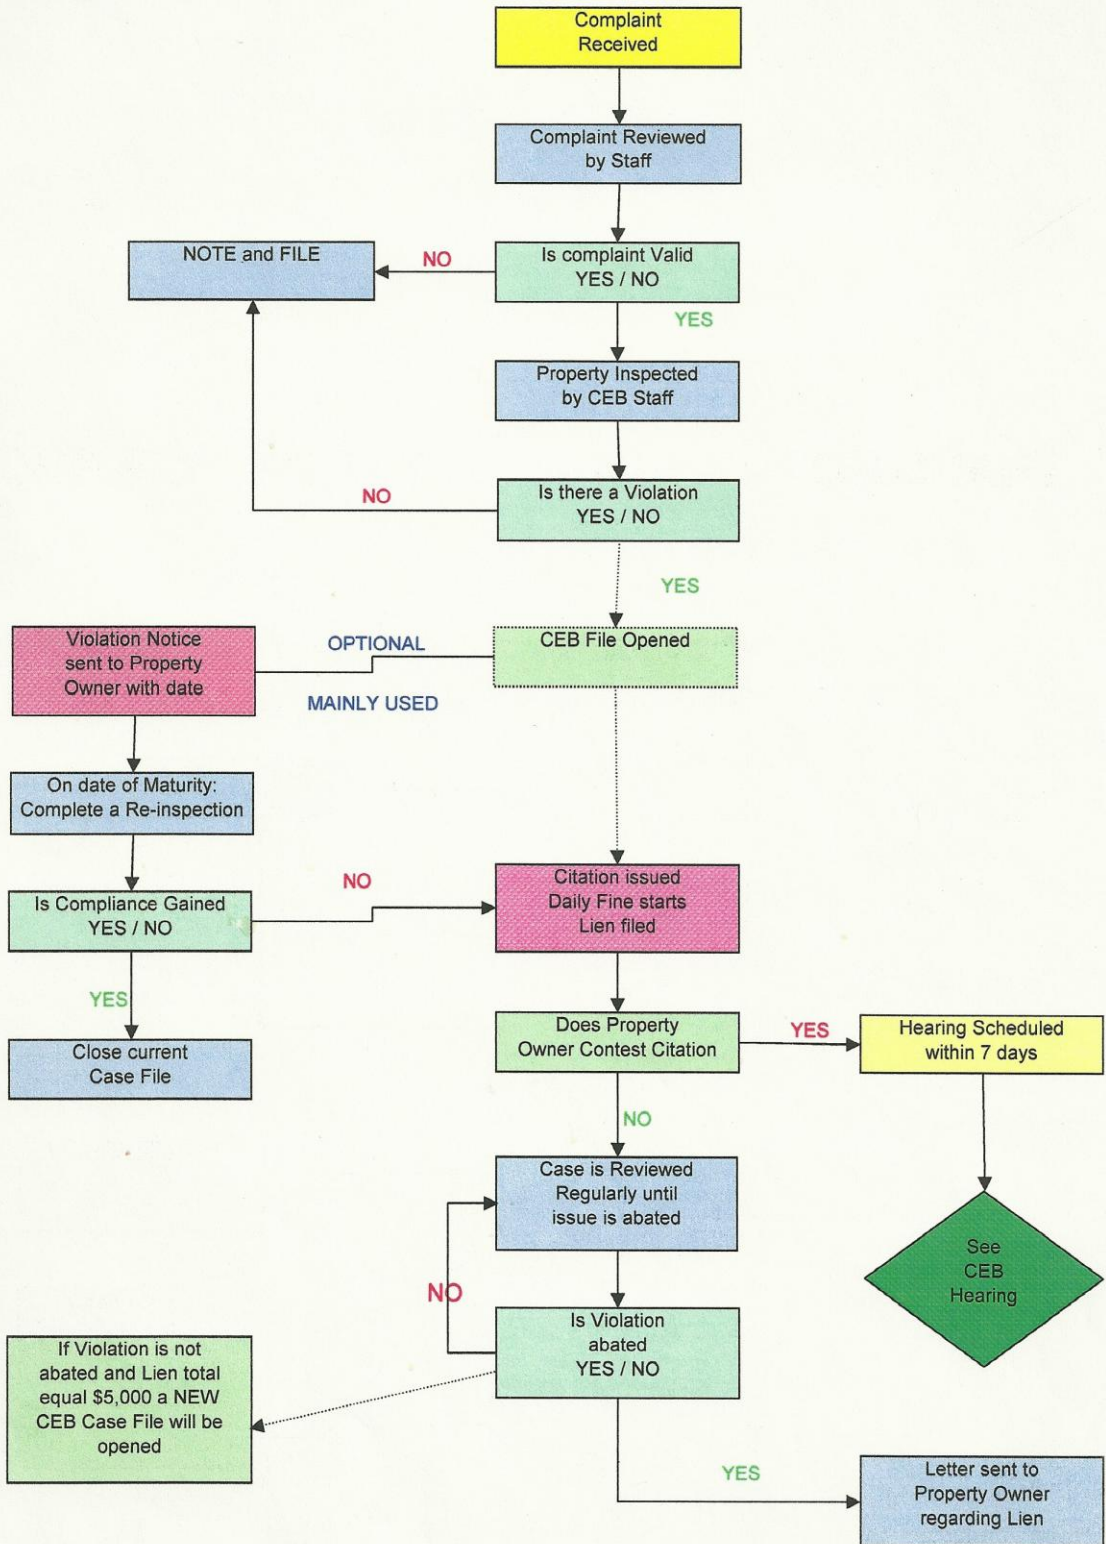 Complaint
Received
Complaint Reviewed
by Staff
NOTE and FILE
NO
Is complaint Valid
YES / NO
YES
Property Inspected
by CEB Staff
NO
Is there a Violation
YES / NO
YES
Violation Notice
sent to Property
Owner with date
OPTIONAL
MAINLY USED
CEB File Opened
On date of Maturity:
Complete a Re-inspection
Is Compliance Gained
YES / NO
NO
Citation issued
Daily Fine starts
Lien filed
YES
Close current
Case File
Does Property
Owner Contest Citation
YES
Hearing Scheduled
within 7 days
NO
Case is Reviewed
Regularly until
issue is abated
See
CEB
Hearing
NO
Is Violation
abated
YES / NO
If Violation is not
abated and Lien total
equal $5,000 a NEW
CEB Case File will be
opened
YES
Letter sent to
Property Owner
regarding Lien